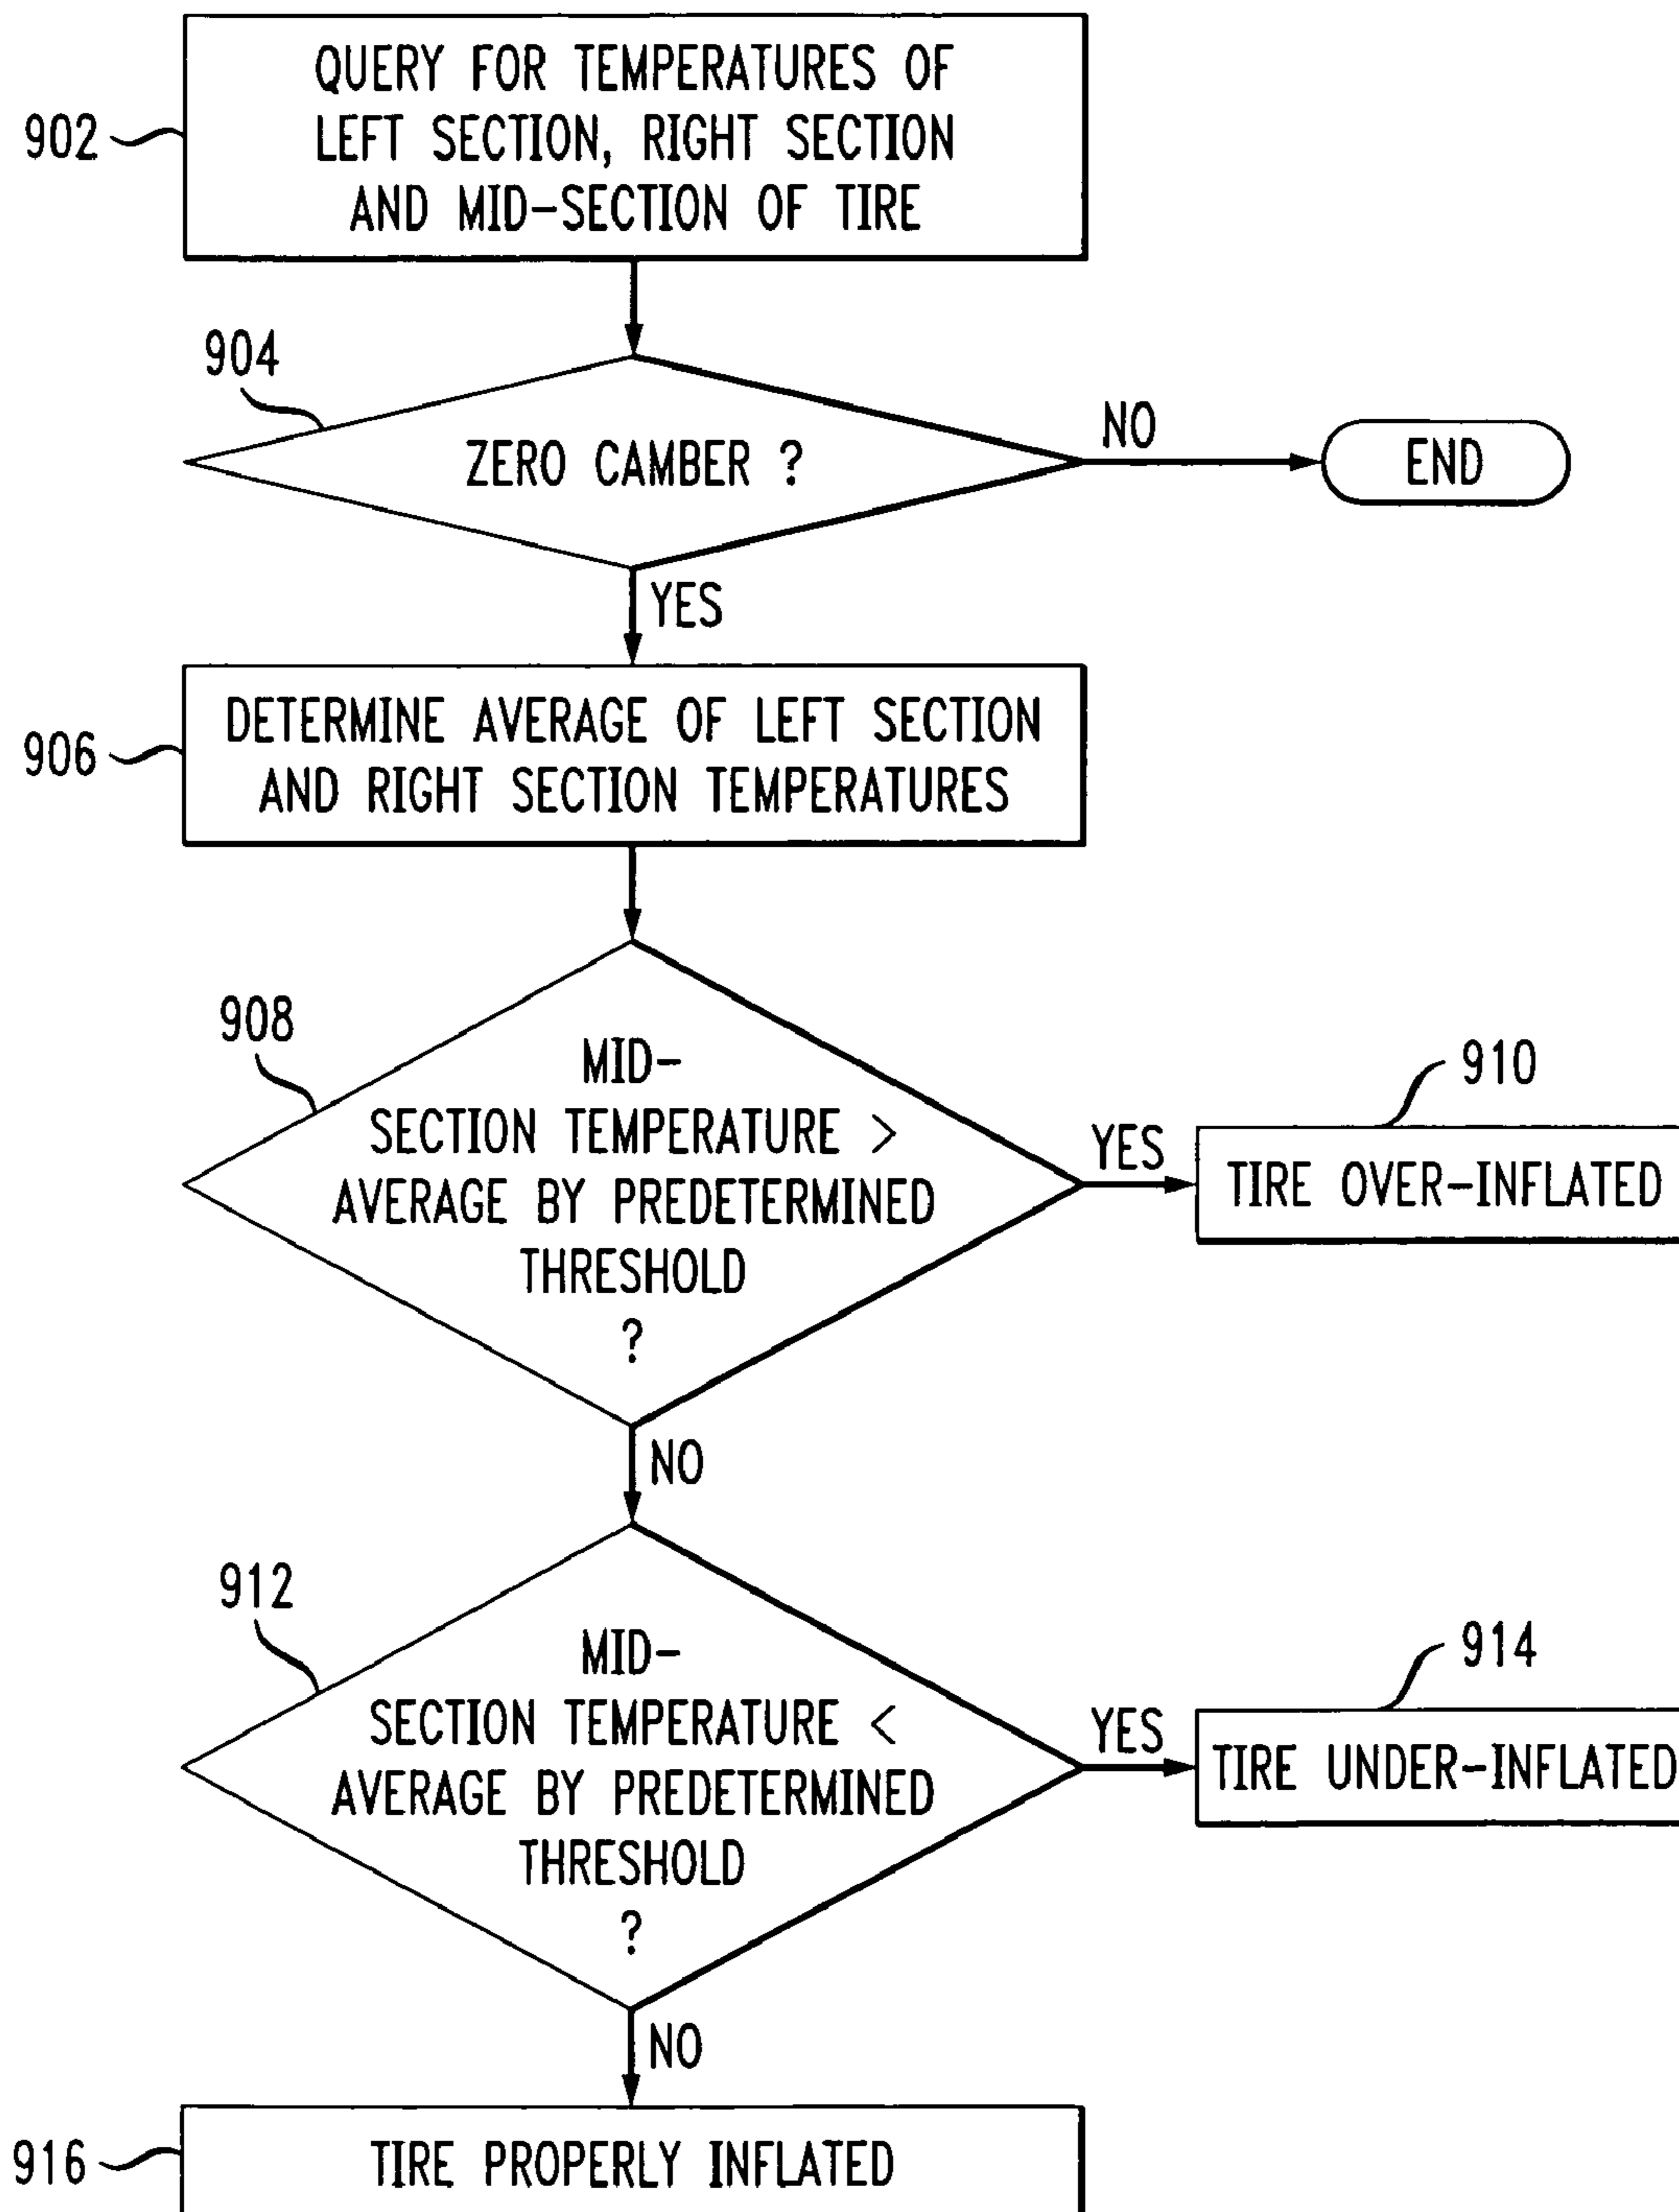 902
QUERY FOR TEMPERATURES OF
LEFT SECTION, RIGHT SECTION
AND MID-SECTION OF TIRE
904
ZERO CAMBER ?
NO
END
YES
906
DETERMINE AVERAGE OF LEFT SECTION
AND RIGHT SECTION TEMPERATURES
908
MID-
SECTION TEMPERATURE >
AVERAGE BY PREDETERMINED
THRESHOLD
?
YES
910
TIRE OVER-INFLATED
NO
912
MID-
SECTION TEMPERATURE <
AVERAGE BY PREDETERMINED
THRESHOLD
?
YES
914
TIRE UNDER-INFLATED
NO
916
TIRE PROPERLY INFLATED